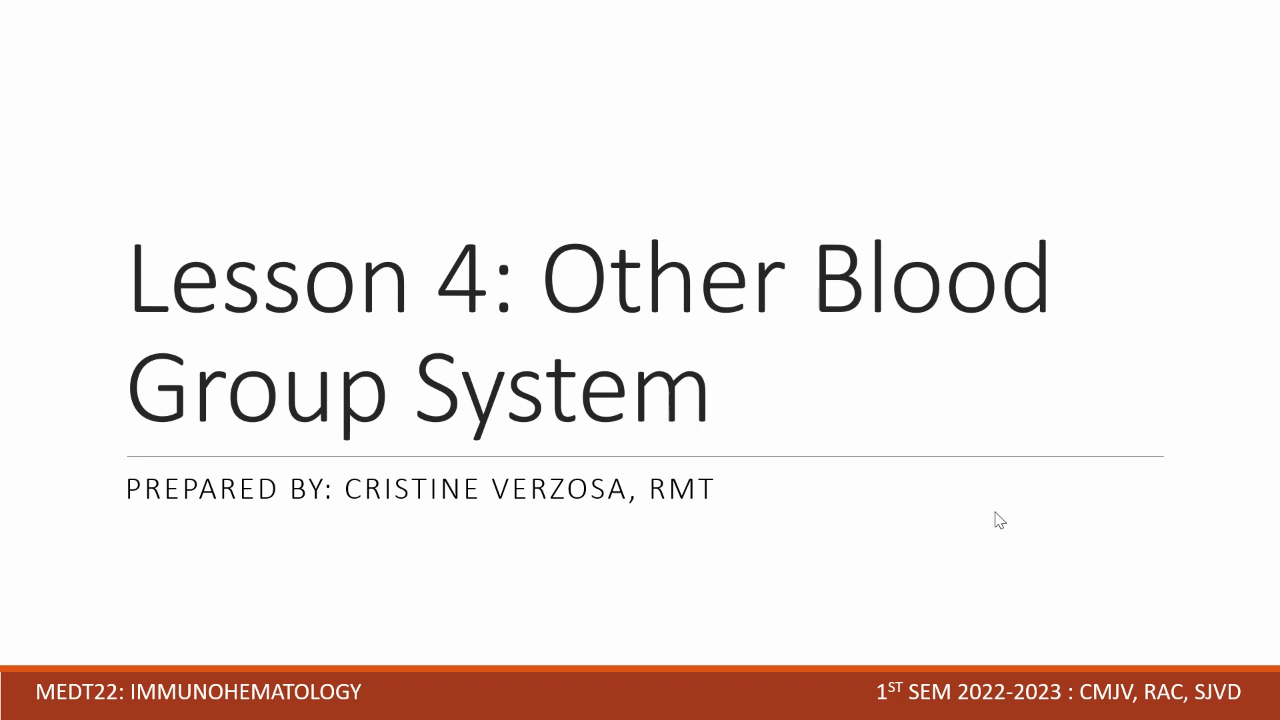 Lesson 4: Other Blood
Group System
PREPARED BY: CRISTINE VERZOSA, RMT
MEDT22: IMMUNOHEMATOLOGY
1ST SEM 2022-2023 : CMJV, RAC, SJVD